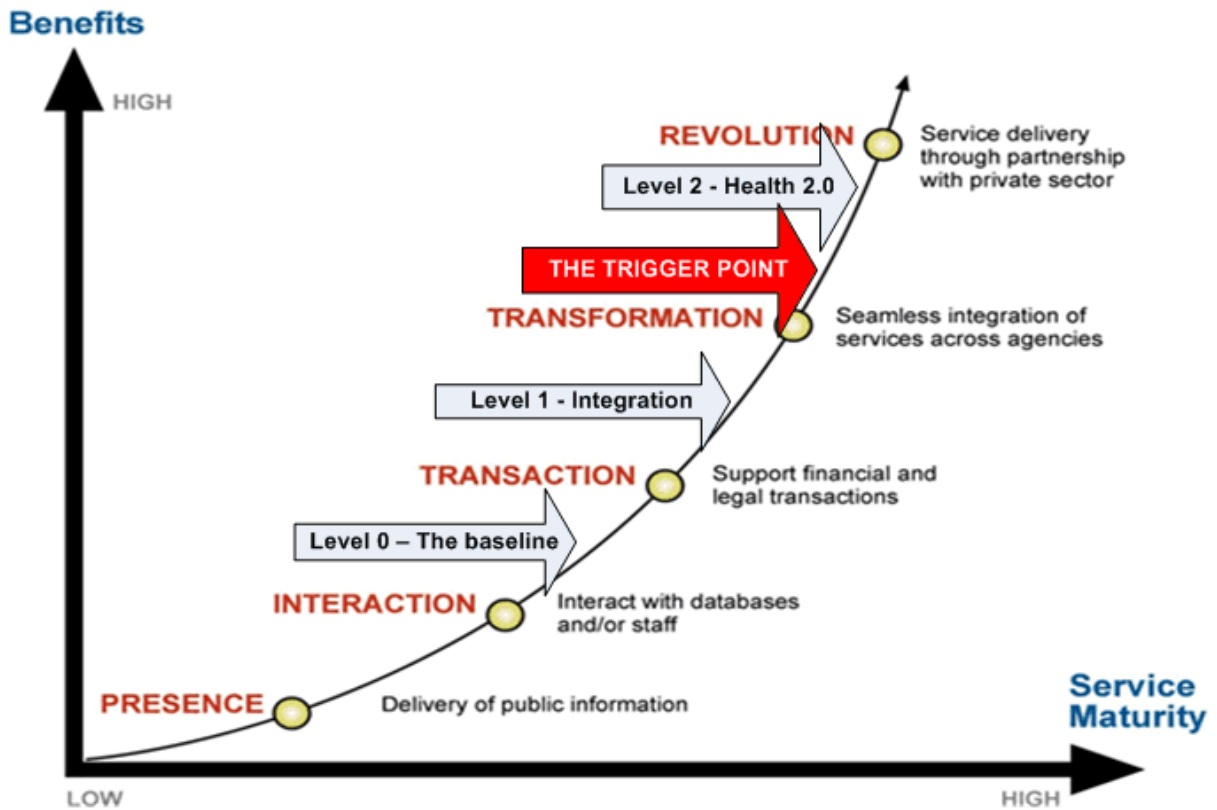 Benefits
HIGH
REVOLUTION
Service delivery
through partnership
with private sector
Level 2 - Health 2.0
THE TRIGGER POINT
TRANSFORMATION
Seamless integration of
services across agencies
Level 1 - Integration
TRANSACTION
Support financial and
legal transactions
Level 0 – The baseline
INTERACTION
Interact with databases
and/or staff
PRESENCE
Delivery of public information
Service
Maturity
LOW
HIGH